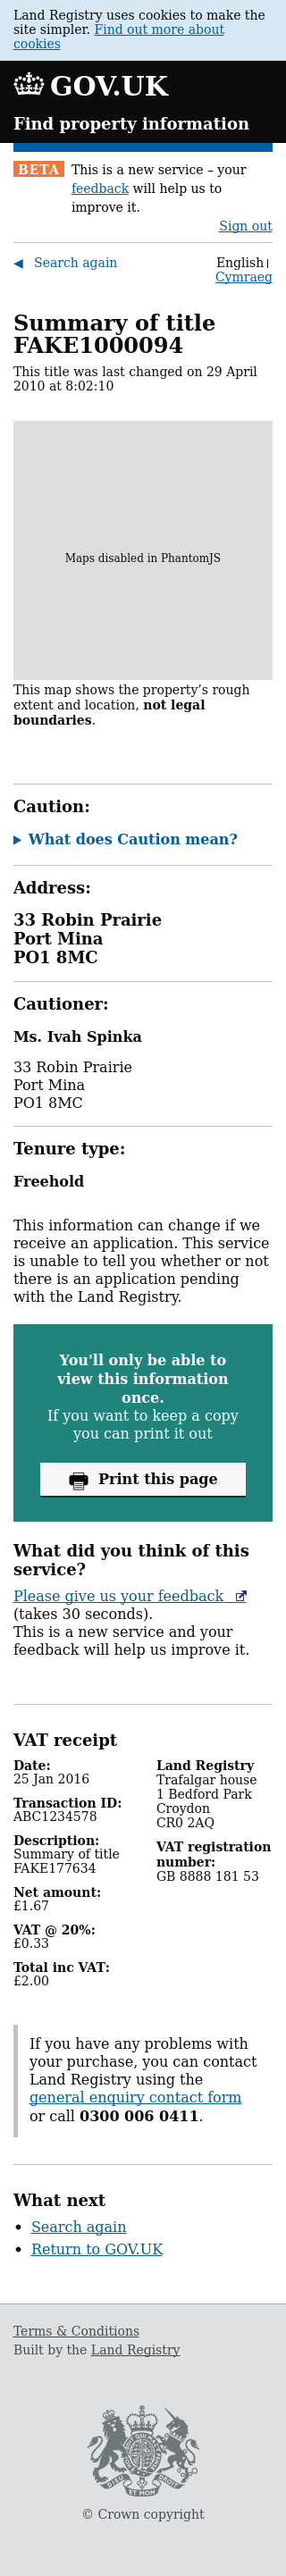 Land Registry uses cookies to make the
site simpler. Find out more about
cookies
GOV.UK
Find property information
BETA This is a new service – your
feedback will help us to
improve it.
Sign out
◀ Search again
English |
Cymraeg
Summary of title
FAKE1000094
This title was last changed on 29 April
2010 at 8:02:10
Maps disabled in PhantomJS
This map shows the property’s rough
extent and location, not legal
boundaries.
Caution:
▶ What does Caution mean?
Address:
33 Robin Prairie
Port Mina
PO1 8MC
Cautioner:
Ms. Ivah Spinka
33 Robin Prairie
Port Mina
PO1 8MC
Tenure type:
Freehold
This information can change if we
receive an application. This service
is unable to tell you whether or not
there is an application pending
with the Land Registry.
You'll only be able to
view this information
once.
If you want to keep a copy
you can print it out
Print this page
What did you think of this
service?
Please give us your feedback
(takes 30 seconds).
This is a new service and your
feedback will help us improve it.
VAT receipt
Date:
25 Jan 2016
Transaction ID:
ABC1234578
Description:
Summary of title
FAKE177634
Net amount:
£1.67
VAT @ 20%:
£0.33
Total inc VAT:
£2.00
Land Registry
Trafalgar house
1 Bedford Park
Croydon
CR0 2AQ
VAT registration
number:
GB 8888 181 53
If you have any problems with
your purchase, you can contact
Land Registry using the
general enquiry contact form
or call 0300 006 0411.
What next
• Search again
• Return to GOV.UK
Terms & Conditions
Built by the Land Registry
DIEU ET MON DROIT
© Crown copyright